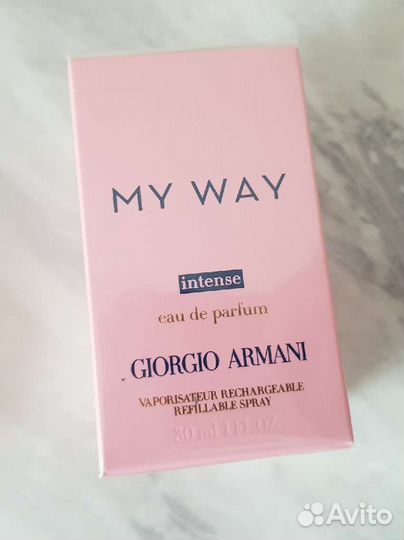 MY WAY
intense
eau de parfum
GIORGIO ARMANI
VAPORISATEUR RECHARGEABLE
REFILLABLE SPRAY
30 ml 1 FL.OZ.
Avito